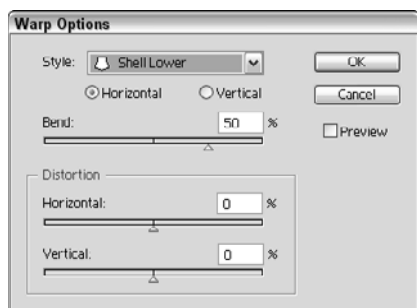 Warp Options
Style: Shell Lower
Horizontal Vertical
Bend: 50 %
Distortion
Horizontal: 0 %
Vertical: 0 %
OK
Cancel
Preview